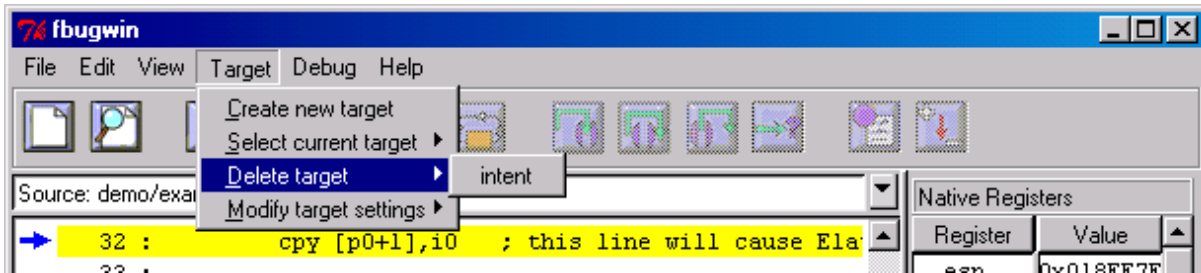 fbugwin
File Edit View Target Debug Help
Create new target
Select current target
Delete target
intent
Modify target settings
Source: demo/exa
Native Registers
Register Value
32 : cpy [p0+l],i0 ; this line will cause Ela
33 :
esp